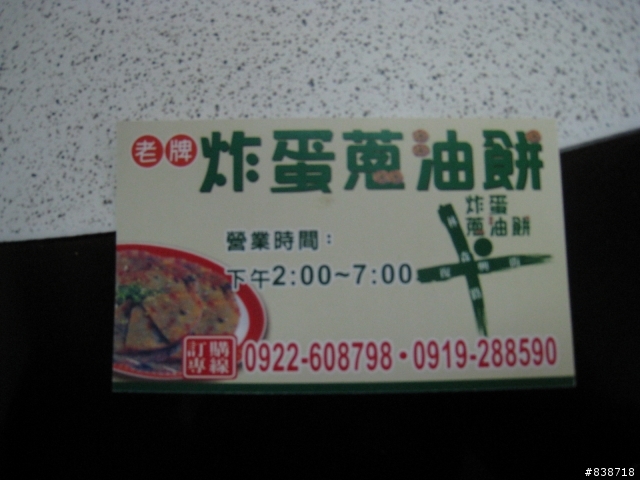 老牌 炸蛋蔥油餅
炸蛋
蔥油餅
營業時間：
下午2:00~7:00
訂購專線 0922-608798・0919-288590
#838718